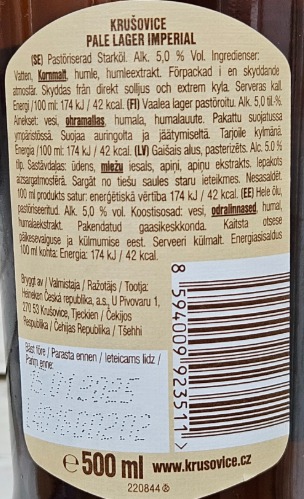 KRUŠOVICE
PALE LAGER IMPERIAL
(SE) Pastöriserad Starköl. Alk. 5,0 % Vol. Ingredienser:
Vatten, Kornmalt, humle, humleextrakt. Förpackad i en skyddande
atmosfär. Skyddas från direkt solljus och extrem kyla. Serveras kall.
Energi /100 ml: 174 kJ / 42 kcal. (FI) Vaalea lager pastöroitu. Alk. 5,0 til-%.
Ainekset: vesi, ohramallas, humala, humalauute. Pakattu suojatussa
ympäristössä. Suojaa auringolta ja jäätymiseltä. Tarjoile kylmänä.
Energia /100 ml: 174 kJ / 42 kcal. (LV) Gaišais alus, pasterizēts. Alc. 5.0 %
tilp. Sastāvdaļas: ūdens, miežu iesals, apiņi, apiņu ekstrakts. Iepakots
aizsargatmosfērā. Sargāt no tiešu saules staru ieteikmes. Nesasaldēt.
100 ml produkts satur: enerģētiskā vērtība 174 kJ / 42 kcal. (EE) Hele õlu,
pastöriseeritud. Alk. 5,0 % vol. Koostisosad: vesi, odralinnased, humal,
humalaekstrakt. Pakendatud gaasikeskkonda. Kaitsta otsese
päikesevalguse ja külmumise eest. Serveeri külmalt. Energiasisaldus
100 ml kohta: Energia: 174 kJ / 42 kcal.
Bryggt av / Valmistaja / Ražotājs / Tootja:
Heineken Česká republika, a.s., U Pivovaru 1,
270 53 Krušovice, Tjeckien / Čekijos
Respublika / Čehijas Republika / Tšehhi
Bäst före / Parasta ennen / Ieteicams līdz /
Parim enne:
15.01.2025
8 594009 923511 >
e 500 ml www.krusovice.cz
220844 ®